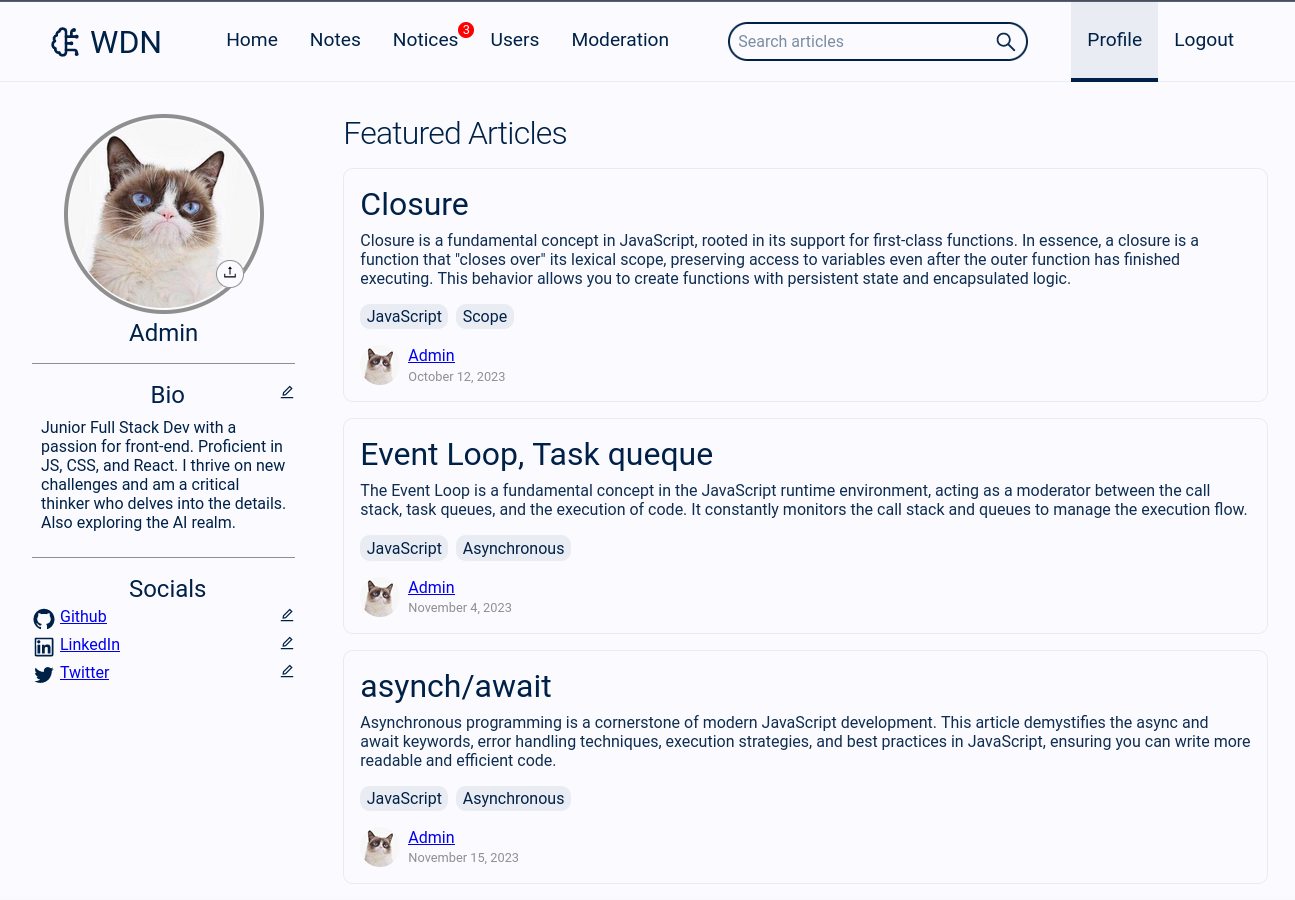 WDN
Home
Notes
Notices
3
Users
Moderation
Search articles
Profile
Logout
Admin
Bio
Junior Full Stack Dev with a
passion for front-end. Proficient in
JS, CSS, and React. I thrive on new
challenges and am a critical
thinker who delves into the details.
Also exploring the AI realm.
Socials
Github
LinkedIn
Twitter
Featured Articles
Closure
Closure is a fundamental concept in JavaScript, rooted in its support for first-class functions. In essence, a closure is a
function that "closes over" its lexical scope, preserving access to variables even after the outer function has finished
executing. This behavior allows you to create functions with persistent state and encapsulated logic.
JavaScript
Scope
Admin
October 12, 2023
Event Loop, Task queque
The Event Loop is a fundamental concept in the JavaScript runtime environment, acting as a moderator between the call
stack, task queues, and the execution of code. It constantly monitors the call stack and queues to manage the execution flow.
JavaScript
Asynchronous
Admin
November 4, 2023
asynch/await
Asynchronous programming is a cornerstone of modern JavaScript development. This article demystifies the async and
await keywords, error handling techniques, execution strategies, and best practices in JavaScript, ensuring you can write more
readable and efficient code.
JavaScript
Asynchronous
Admin
November 15, 2023